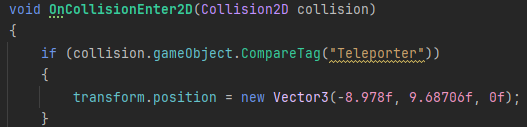 void OnCollisionEnter2D(Collision2D collision)
{
    if (collision.gameObject.CompareTag("Teleporter"))
    {
        transform.position = new Vector3(-8.978f, 9.68706f, 0f);
    }